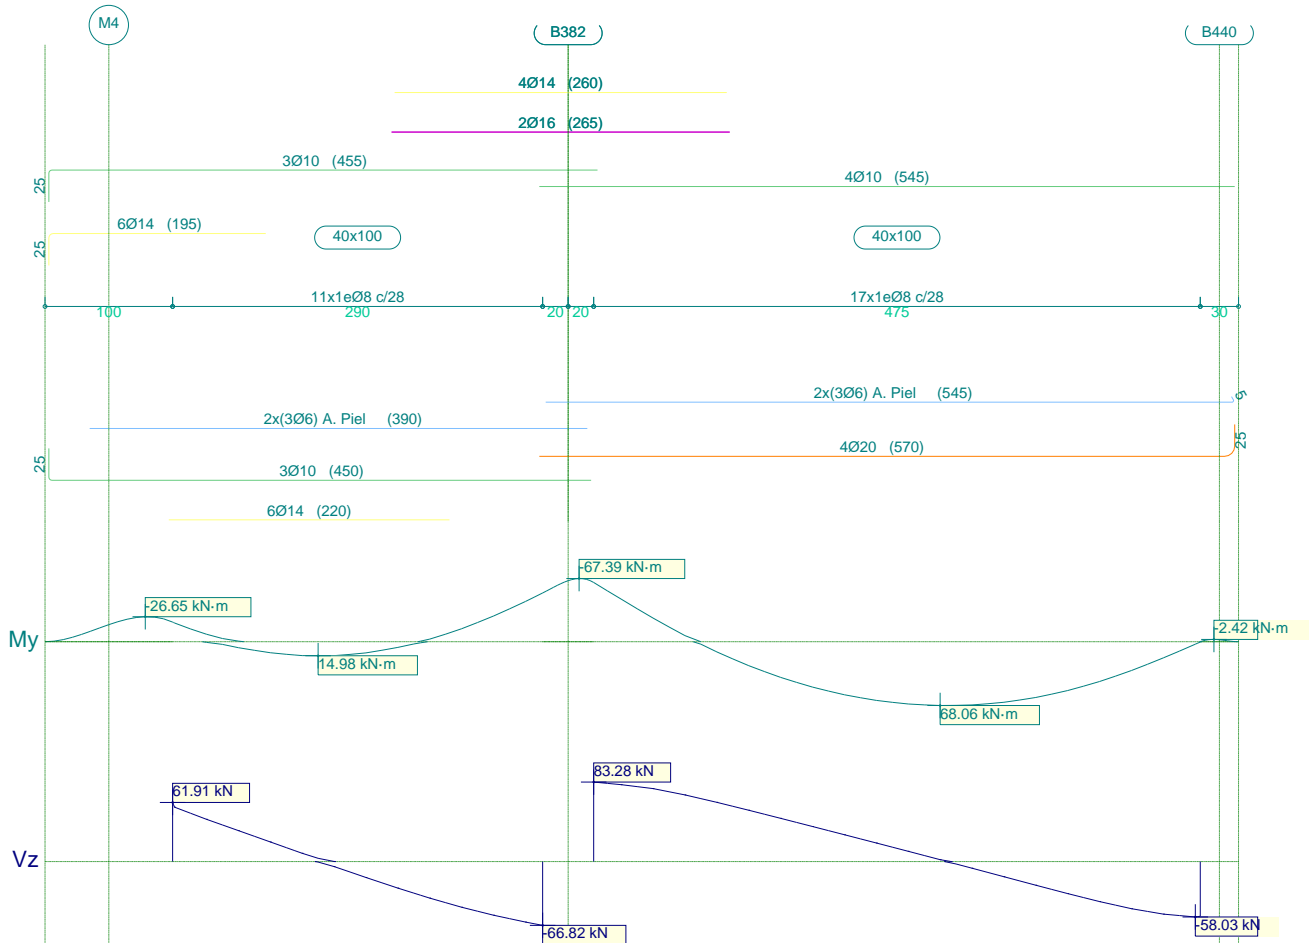 M4
B382
B440
4Ø14 (260)
2Ø16 (265)
3Ø10 (455)
25
4Ø10 (545)
6Ø14 (195)
25
40x100
40x100
11x1eØ8 c/28
17x1eØ8 c/28
100
290
20
20
475
30
2x(3Ø6) A. Piel (545)
5
2x(3Ø6) A. Piel (390)
4Ø20 (570)
25
25
3Ø10 (450)
6Ø14 (220)
-67.39 kN·m
-26.65 kN·m
-2.42 kN·m
My
14.98 kN·m
68.06 kN·m
83.28 kN
61.91 kN
Vz
-66.82 kN
-58.03 kN